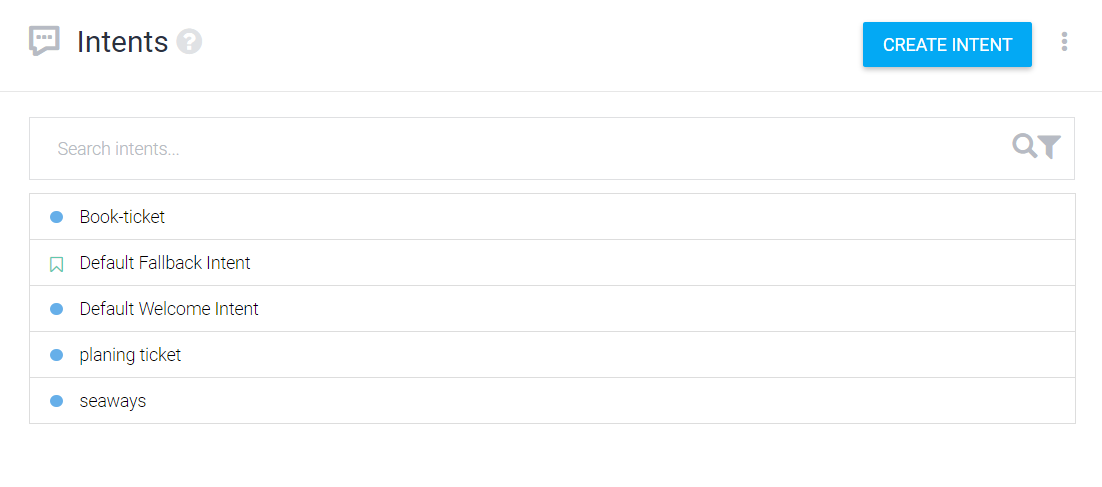 Intents ?
CREATE INTENT
Search intents...
Book-ticket
Default Fallback Intent
Default Welcome Intent
planing ticket
seaways